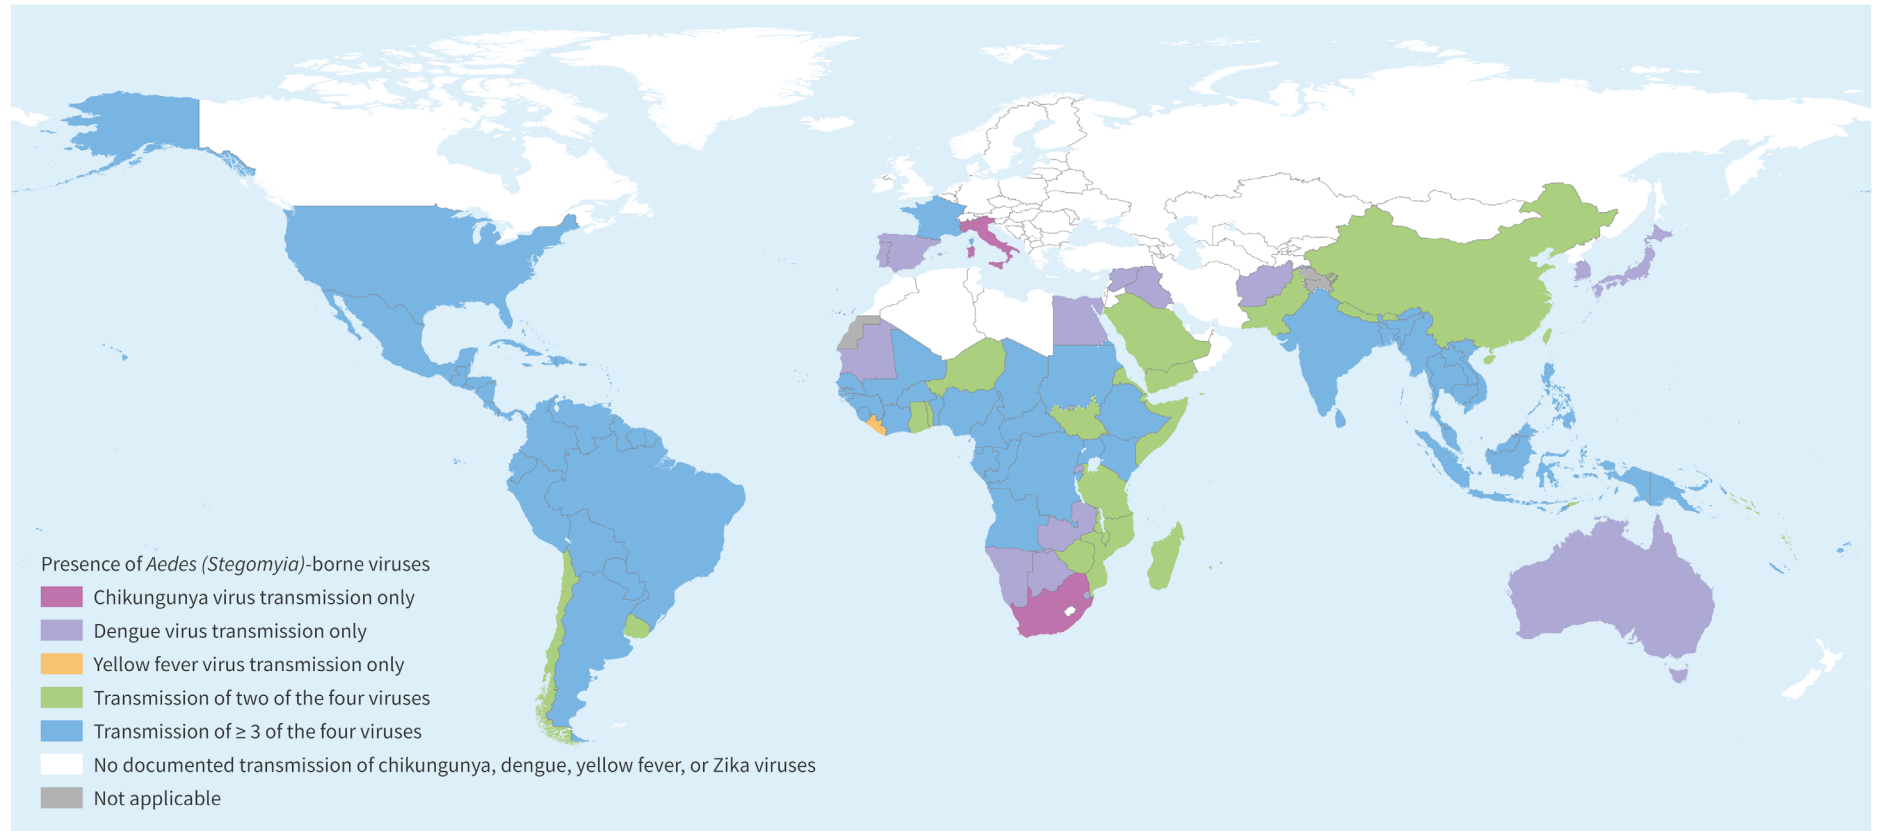 Presence of Aedes (Stegomyia)-borne viruses
Chikungunya virus transmission only
Dengue virus transmission only
Yellow fever virus transmission only
Transmission of two of the four viruses
Transmission of ≥ 3 of the four viruses
No documented transmission of chikungunya, dengue, yellow fever, or Zika viruses
Not applicable